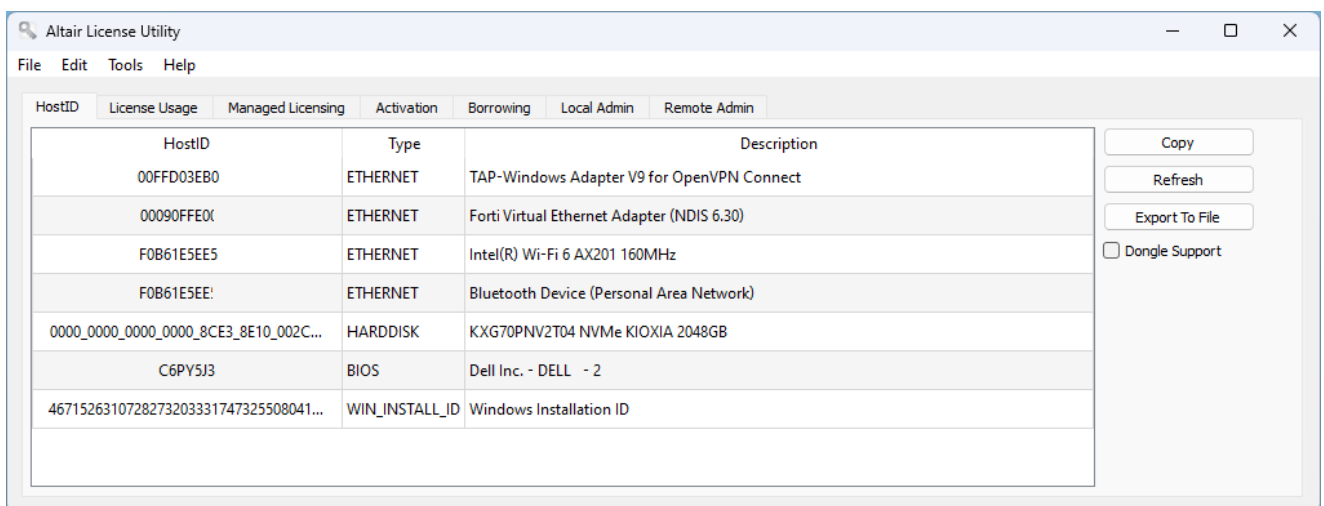 Altair License Utility
File Edit Tools Help
HostID License Usage Managed Licensing Activation Borrowing Local Admin Remote Admin
HostID Type Description
00FFD03EB0 ETHERNET TAP-Windows Adapter V9 for OpenVPN Connect
00090FFE0 ETHERNET Forti Virtual Ethernet Adapter (NDIS 6.30)
F0B61E5EE5 ETHERNET Intel(R) Wi-Fi 6 AX201 160MHz
F0B61E5EE ETHERNET Bluetooth Device (Personal Area Network)
0000_0000_0000_0000_8CE3_8E10_002C... HARDDISK KXG70PNV2T04 NVMe KIOXIA 2048GB
C6PY5J3 BIOS Dell Inc. - DELL - 2
4671526310728273203331747325508041... WIN_INSTALL_ID Windows Installation ID
Copy
Refresh
Export To File
Dongle Support